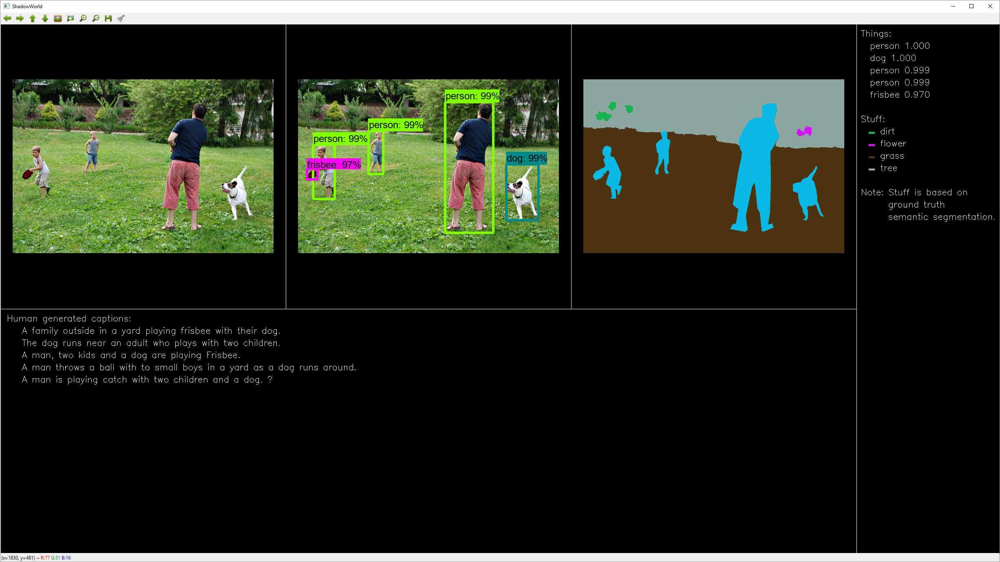 ShadowWorld
person: 99%
person: 99%
person: 99%
frisbee: 97%
dog: 99%
Things:
person 1.000
dog 1.000
person 0.999
person 0.999
frisbee 0.970
Stuff:
dirt
flower
grass
tree
Note: Stuff is based on
ground truth
semantic segmentation.
Human generated captions:
A family outside in a yard playing frisbee with their dog.
The dog runs near an adult who plays with two children.
A man, two kids and a dog are playing Frisbee.
A man throws a ball with to small boys in a yard as a dog runs around.
A man is playing catch with two children and a dog. ?
(x=1830, y=481) ~ R:77 G:51 B:16